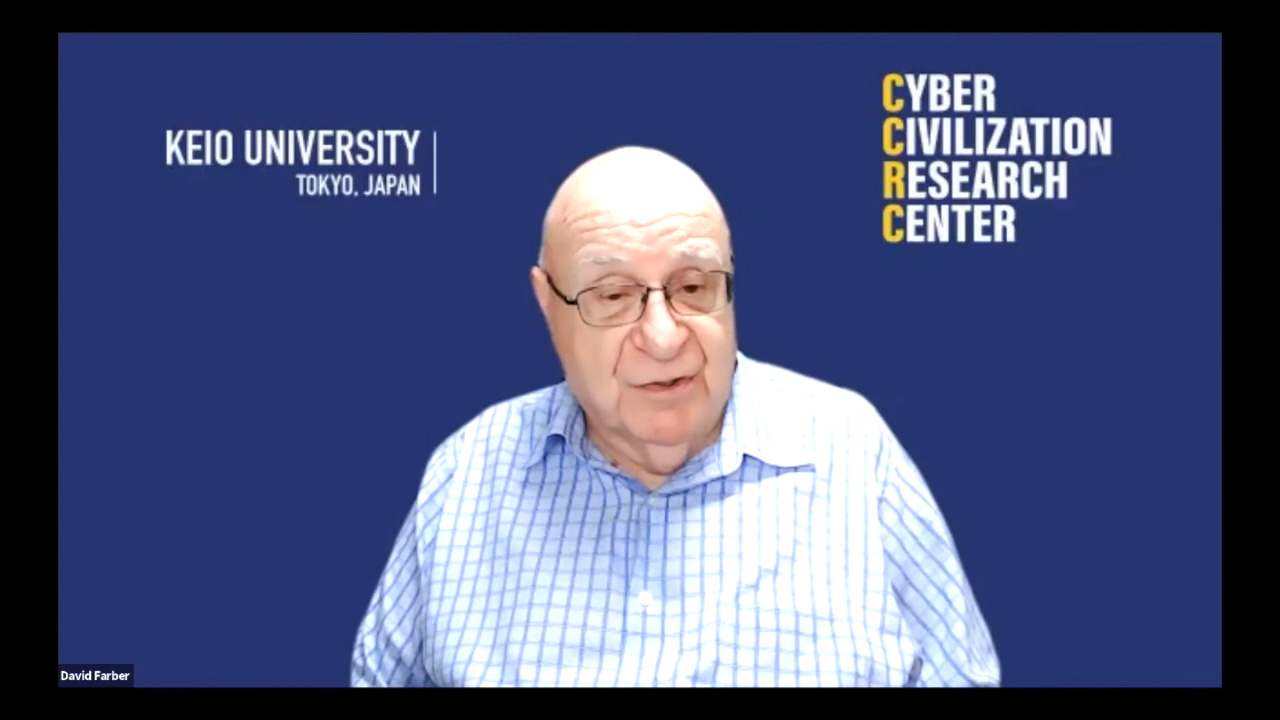 KEIO UNIVERSITY
TOKYO, JAPAN
CYBER
CIVILIZATION
RESEARCH
CENTER
David Farber